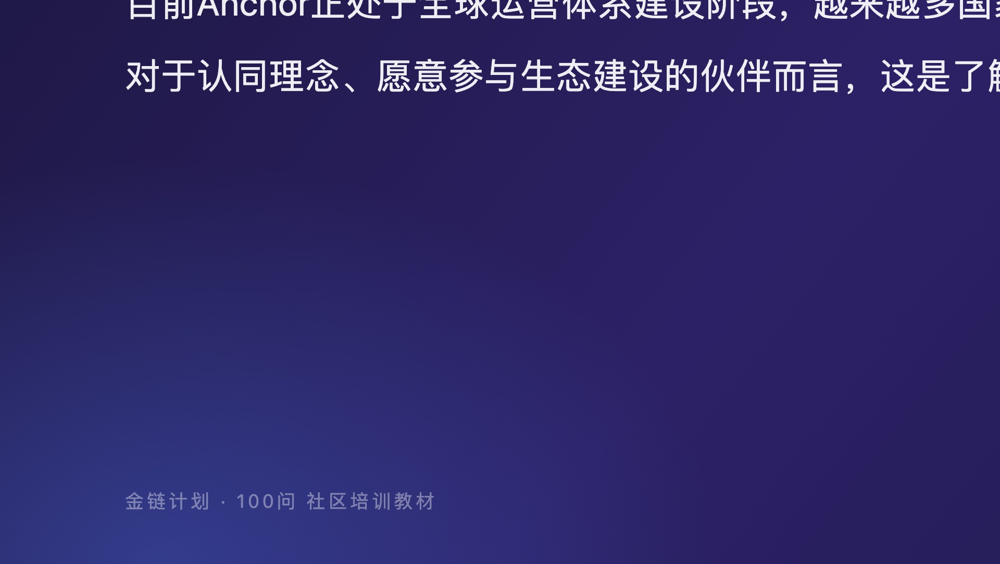 目前Anchor正处于全球运营体系建设阶段，越来越多国家
对于认同理念、愿意参与生态建设的伙伴而言，这是了解
金链计划 · 100问 社区培训教材